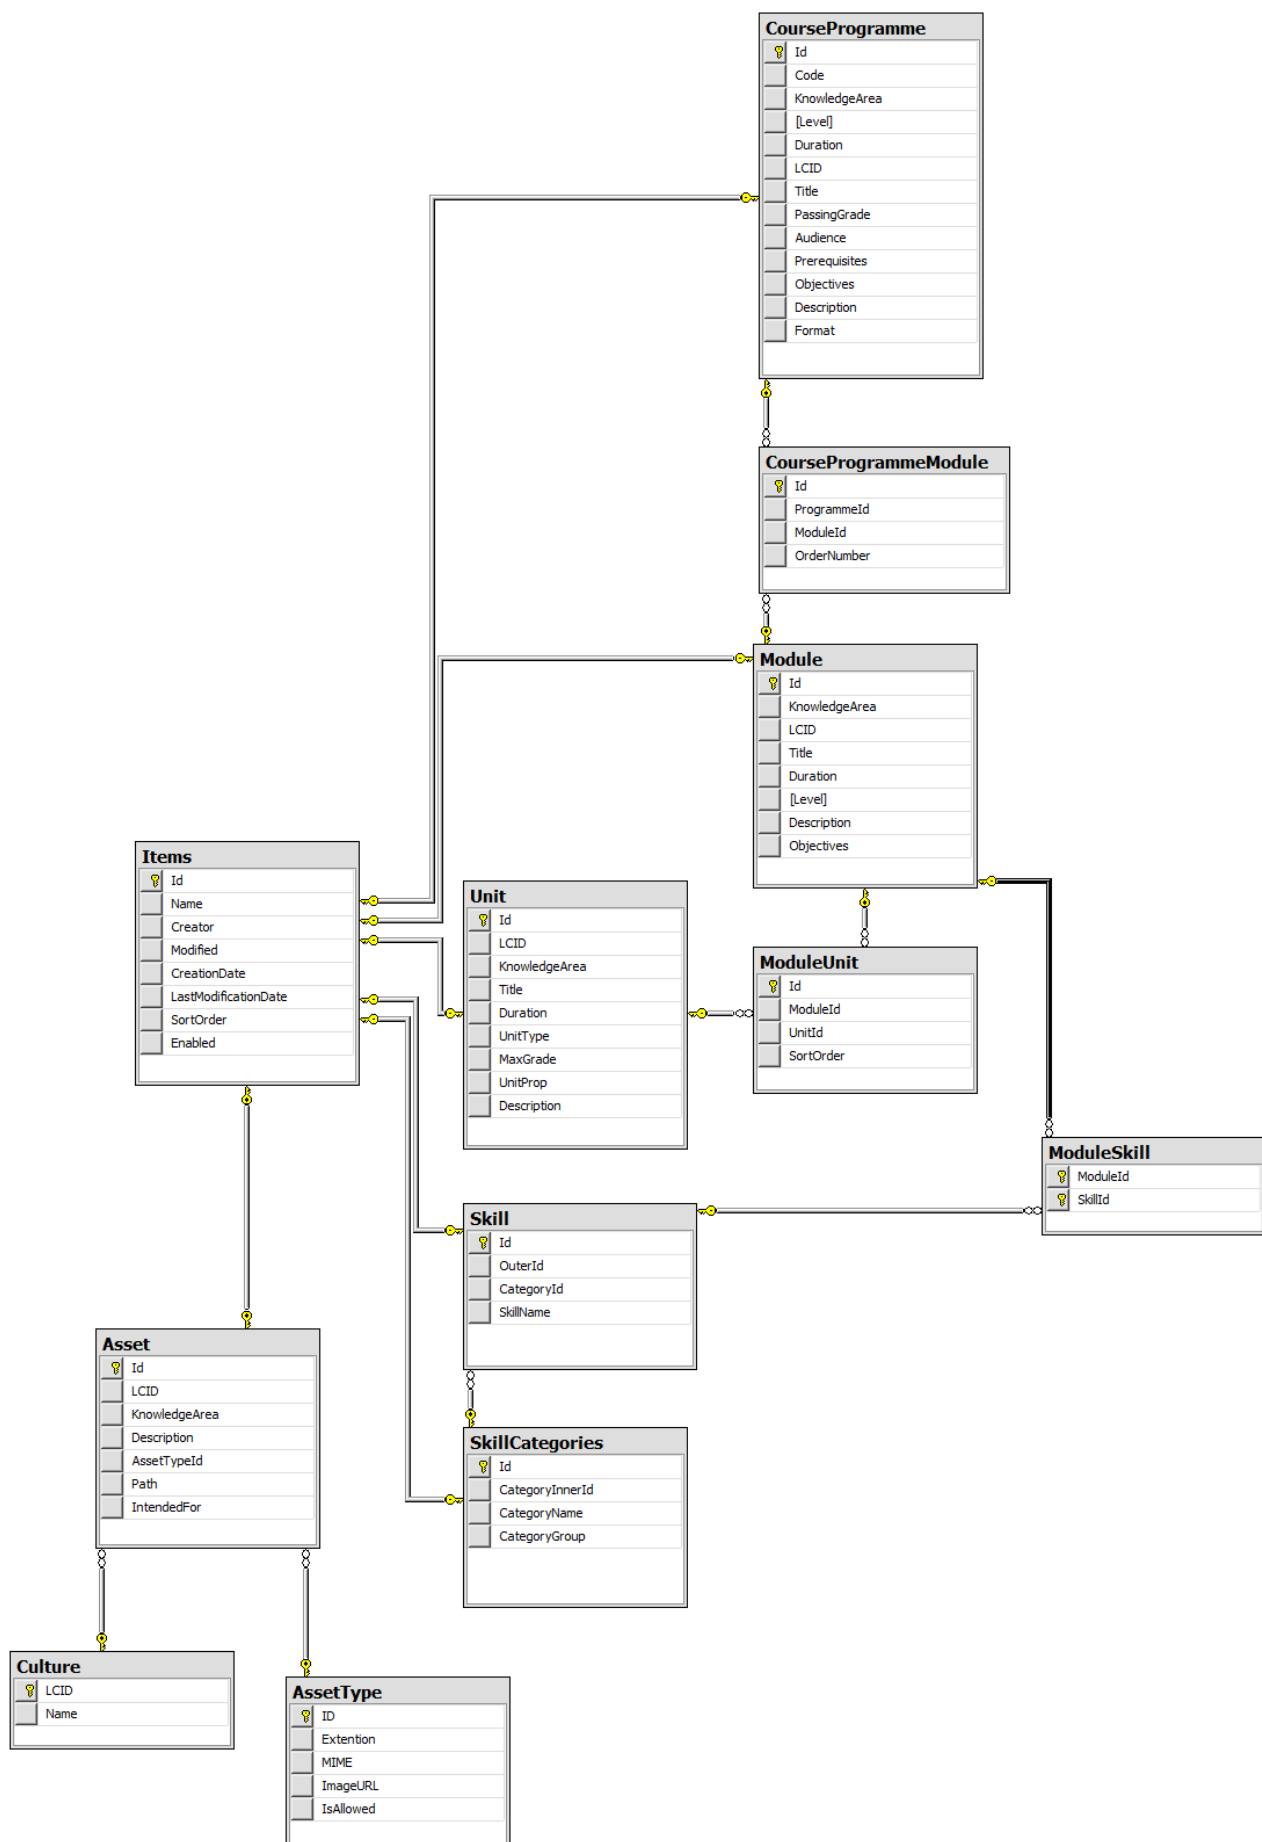 CourseProgramme
Id
Code
KnowledgeArea
[Level]
Duration
LCID
Title
PassingGrade
Audience
Prerequisites
Objectives
Description
Format
CourseProgrammeModule
Id
ProgrammeId
ModuleId
OrderNumber
Module
Id
KnowledgeArea
LCID
Title
Duration
[Level]
Description
Objectives
Items
Id
Name
Creator
Modified
CreationDate
LastModificationDate
SortOrder
Enabled
Unit
Id
LCID
KnowledgeArea
Title
Duration
UnitType
MaxGrade
UnitProp
Description
ModuleUnit
Id
ModuleId
UnitId
SortOrder
ModuleSkill
ModuleId
SkillId
Skill
Id
OuterId
CategoryId
SkillName
Asset
Id
LCID
KnowledgeArea
Description
AssetTypeId
Path
IntendedFor
SkillCategories
Id
CategoryInnerId
CategoryName
CategoryGroup
Culture
LCID
Name
AssetType
ID
Extention
MIME
ImageURL
IsAllowed